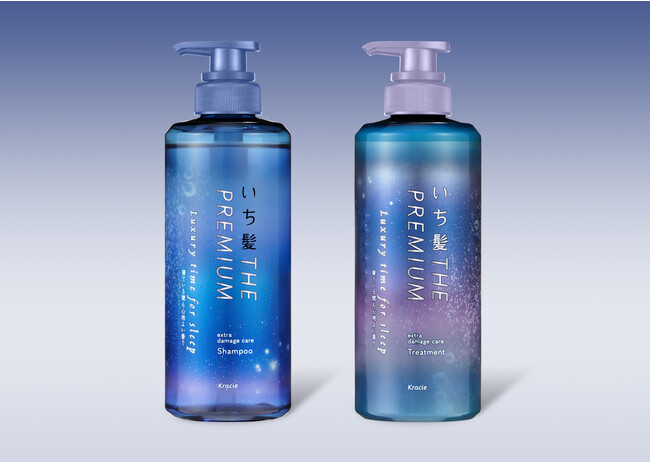 いち髪 THE
PREMIUM
Luxury time for sleep
extra
damage care
Shampoo
Kracie
いち髪 THE
PREMIUM
Luxury time for sleep
extra
damage care
Treatment
Kracie